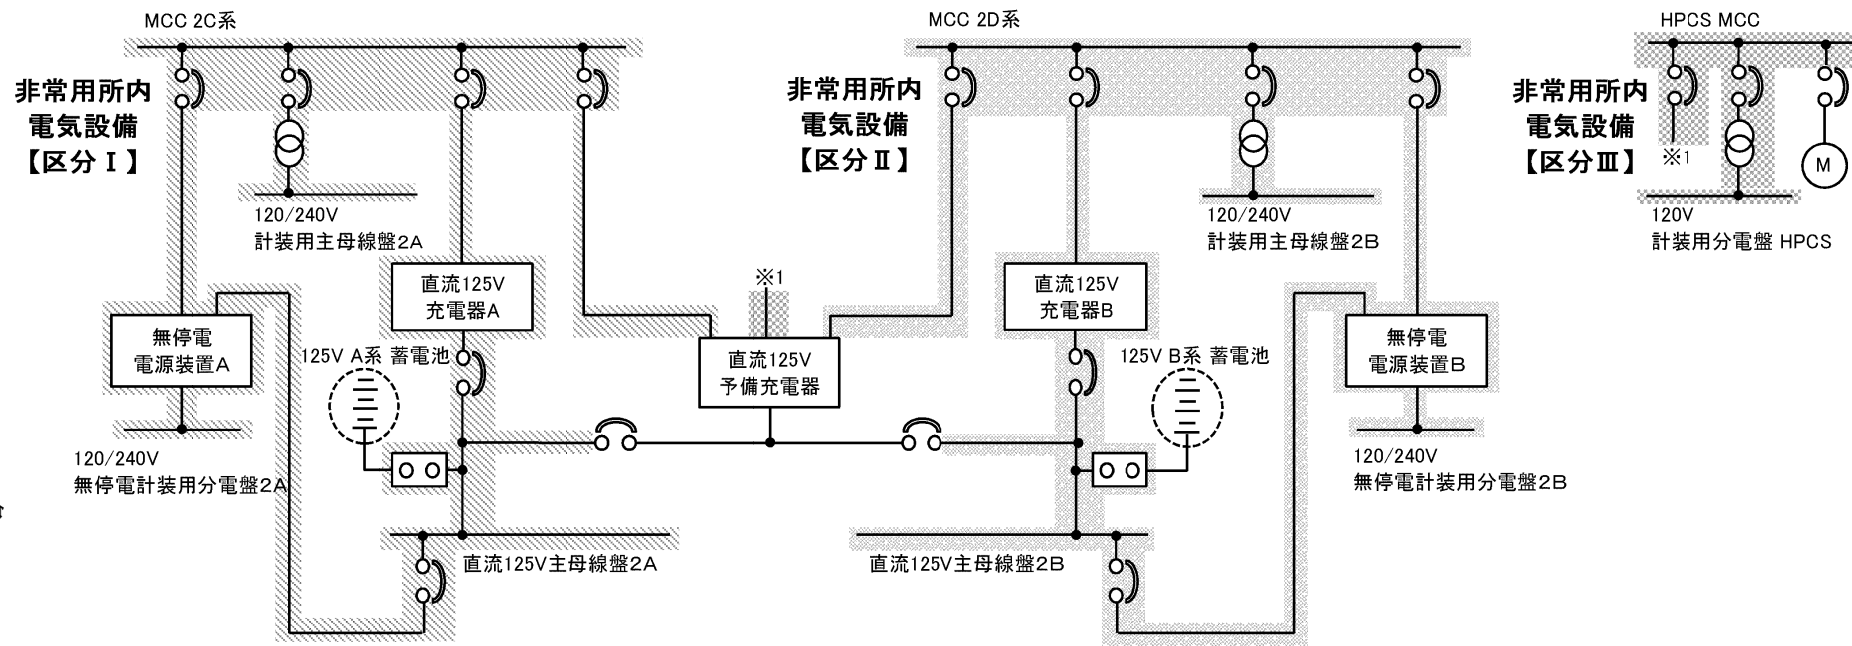 MCC 2C系
MCC 2D系
HPCS MCC
非常用所内
電気設備
【区分Ⅰ】
非常用所内
電気設備
【区分Ⅱ】
非常用所内
電気設備
【区分Ⅲ】
※1
M
120/240V
計装用主母線盤2A
120/240V
計装用主母線盤2B
120V
計装用分電盤 HPCS
直流125V
充電器A
※1
直流125V
充電器B
無停電
電源装置A
125V A系 蓄電池
直流125V
予備充電器
125V B系 蓄電池
無停電
電源装置B
120/240V
無停電計装用分電盤2A
120/240V
無停電計装用分電盤2B
直流125V主母線盤2A
直流125V主母線盤2B